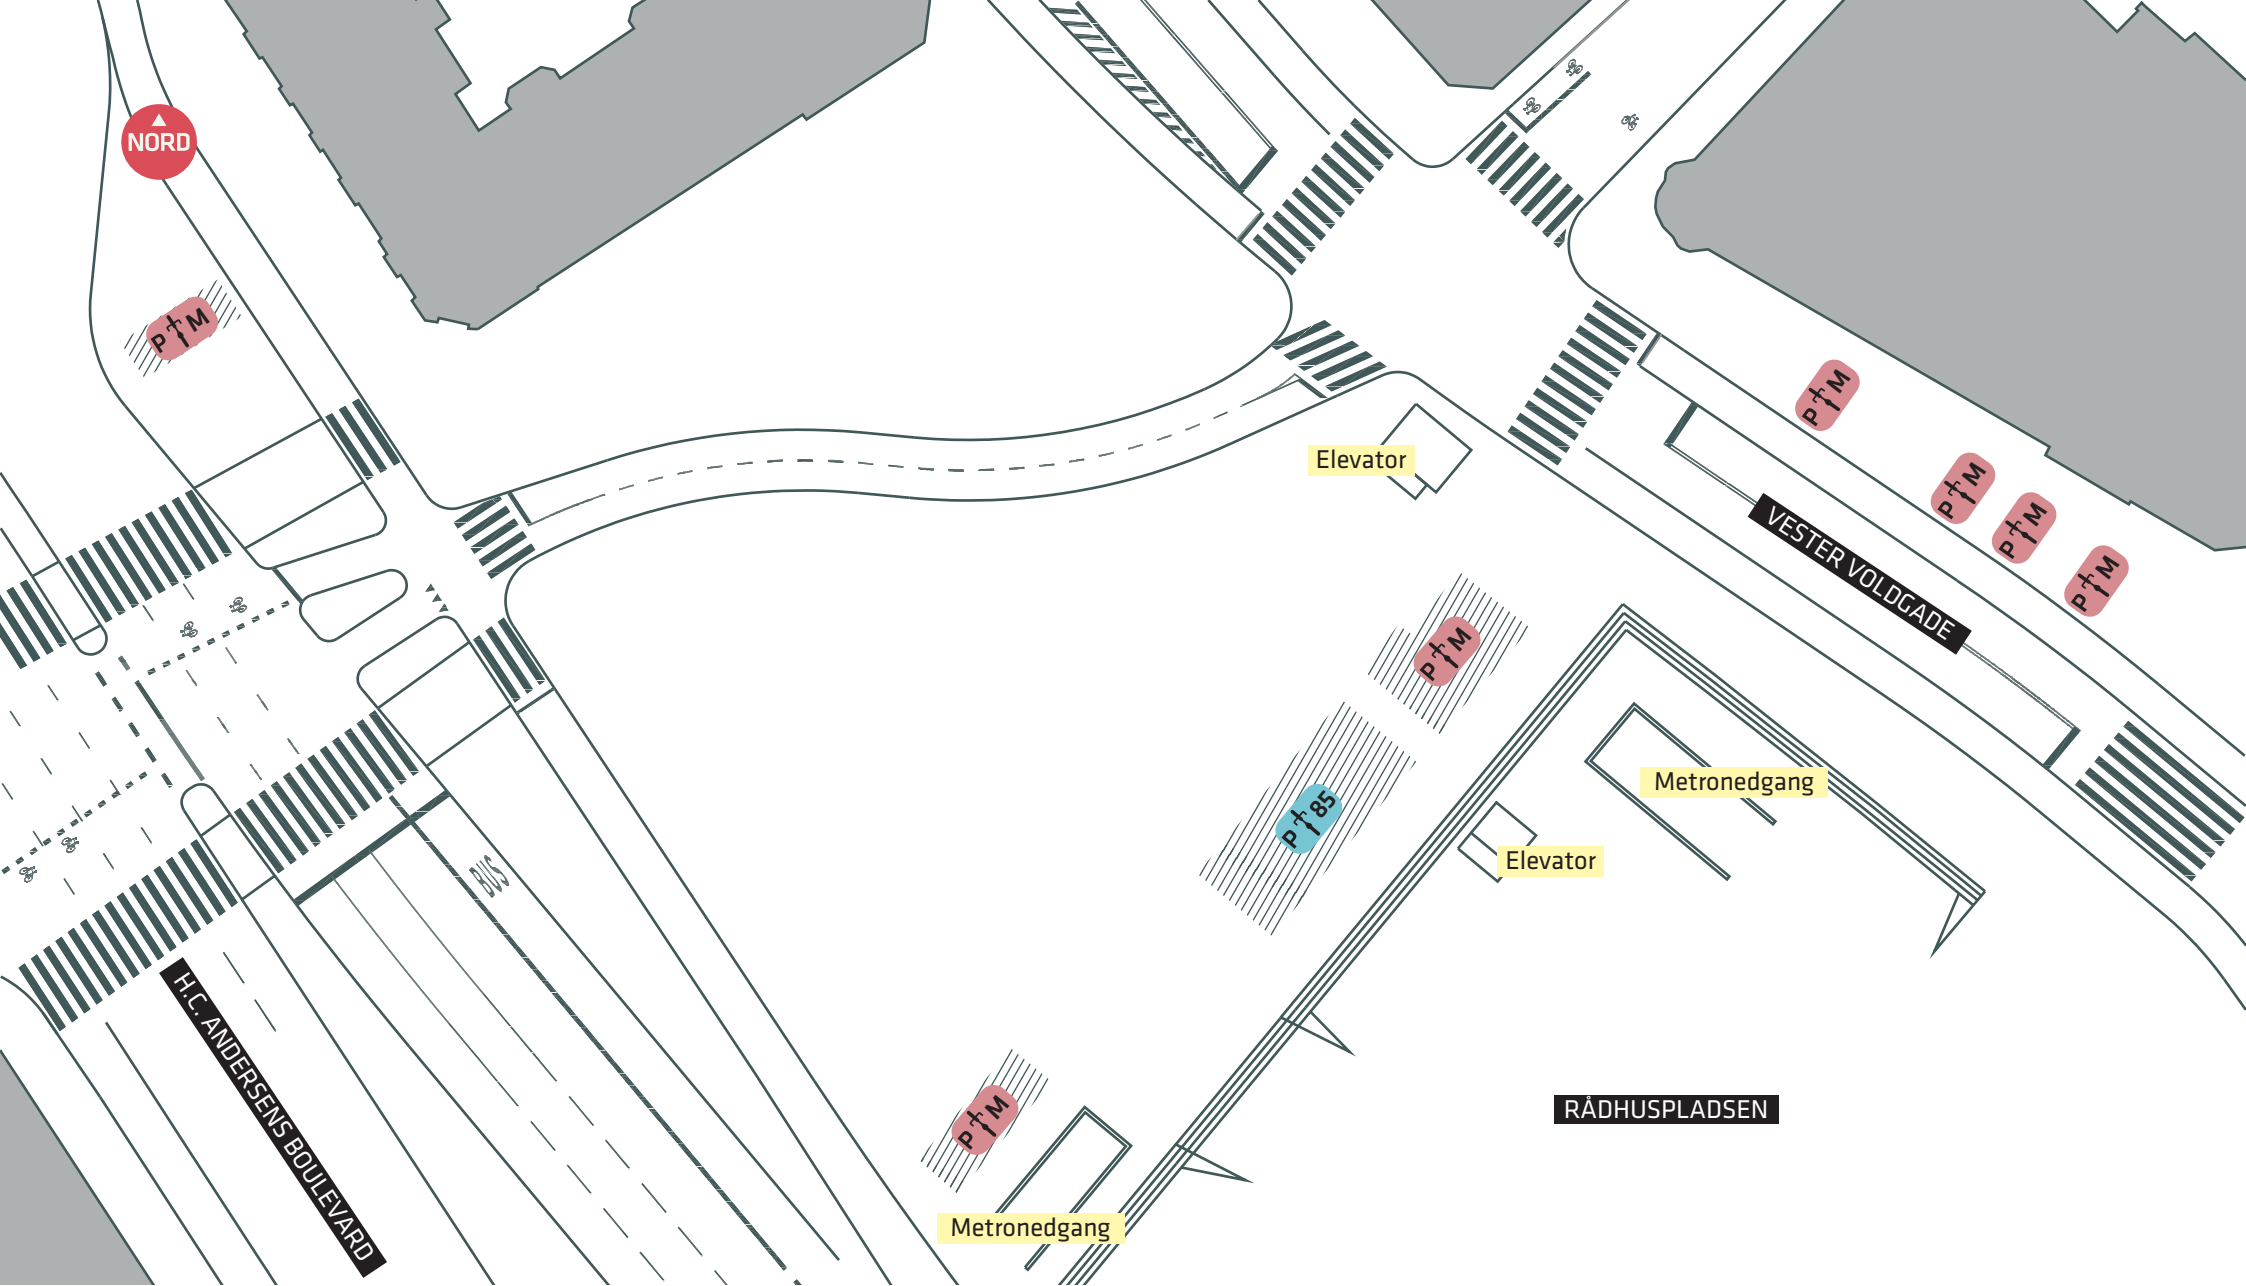 NORD
P M
P M
Elevator
P M
P M
VESTER VOLDGADE
P M
P M
Metronedgang
P 85
Elevator
BUS
H.C. ANDERSENS BOULEVARD
P M
RÅDHUSPLADSEN
Metronedgang